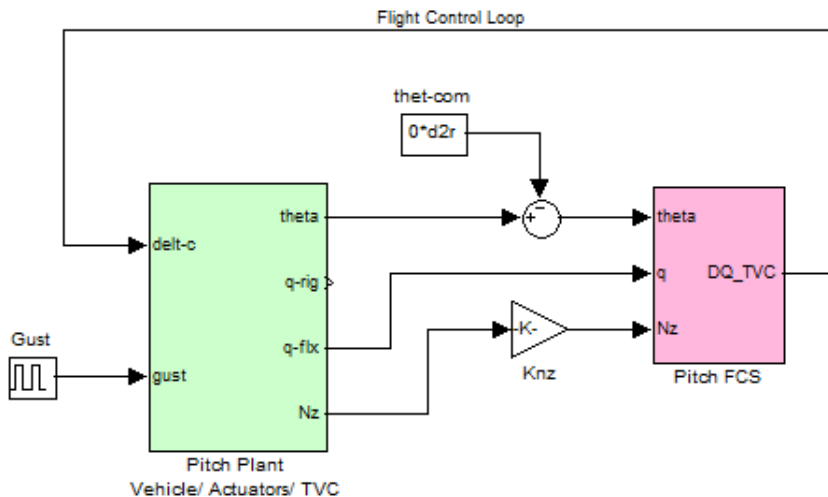 Flight Control Loop
thet-com
0*d2r
theta
delt-c
q-rig
q-flx
gust
Nz
Pitch Plant
Vehicle/ Actuators/ TVC
Gust
+
−
-K-
Knz
theta
q
DQ_TVC
Nz
Pitch FCS